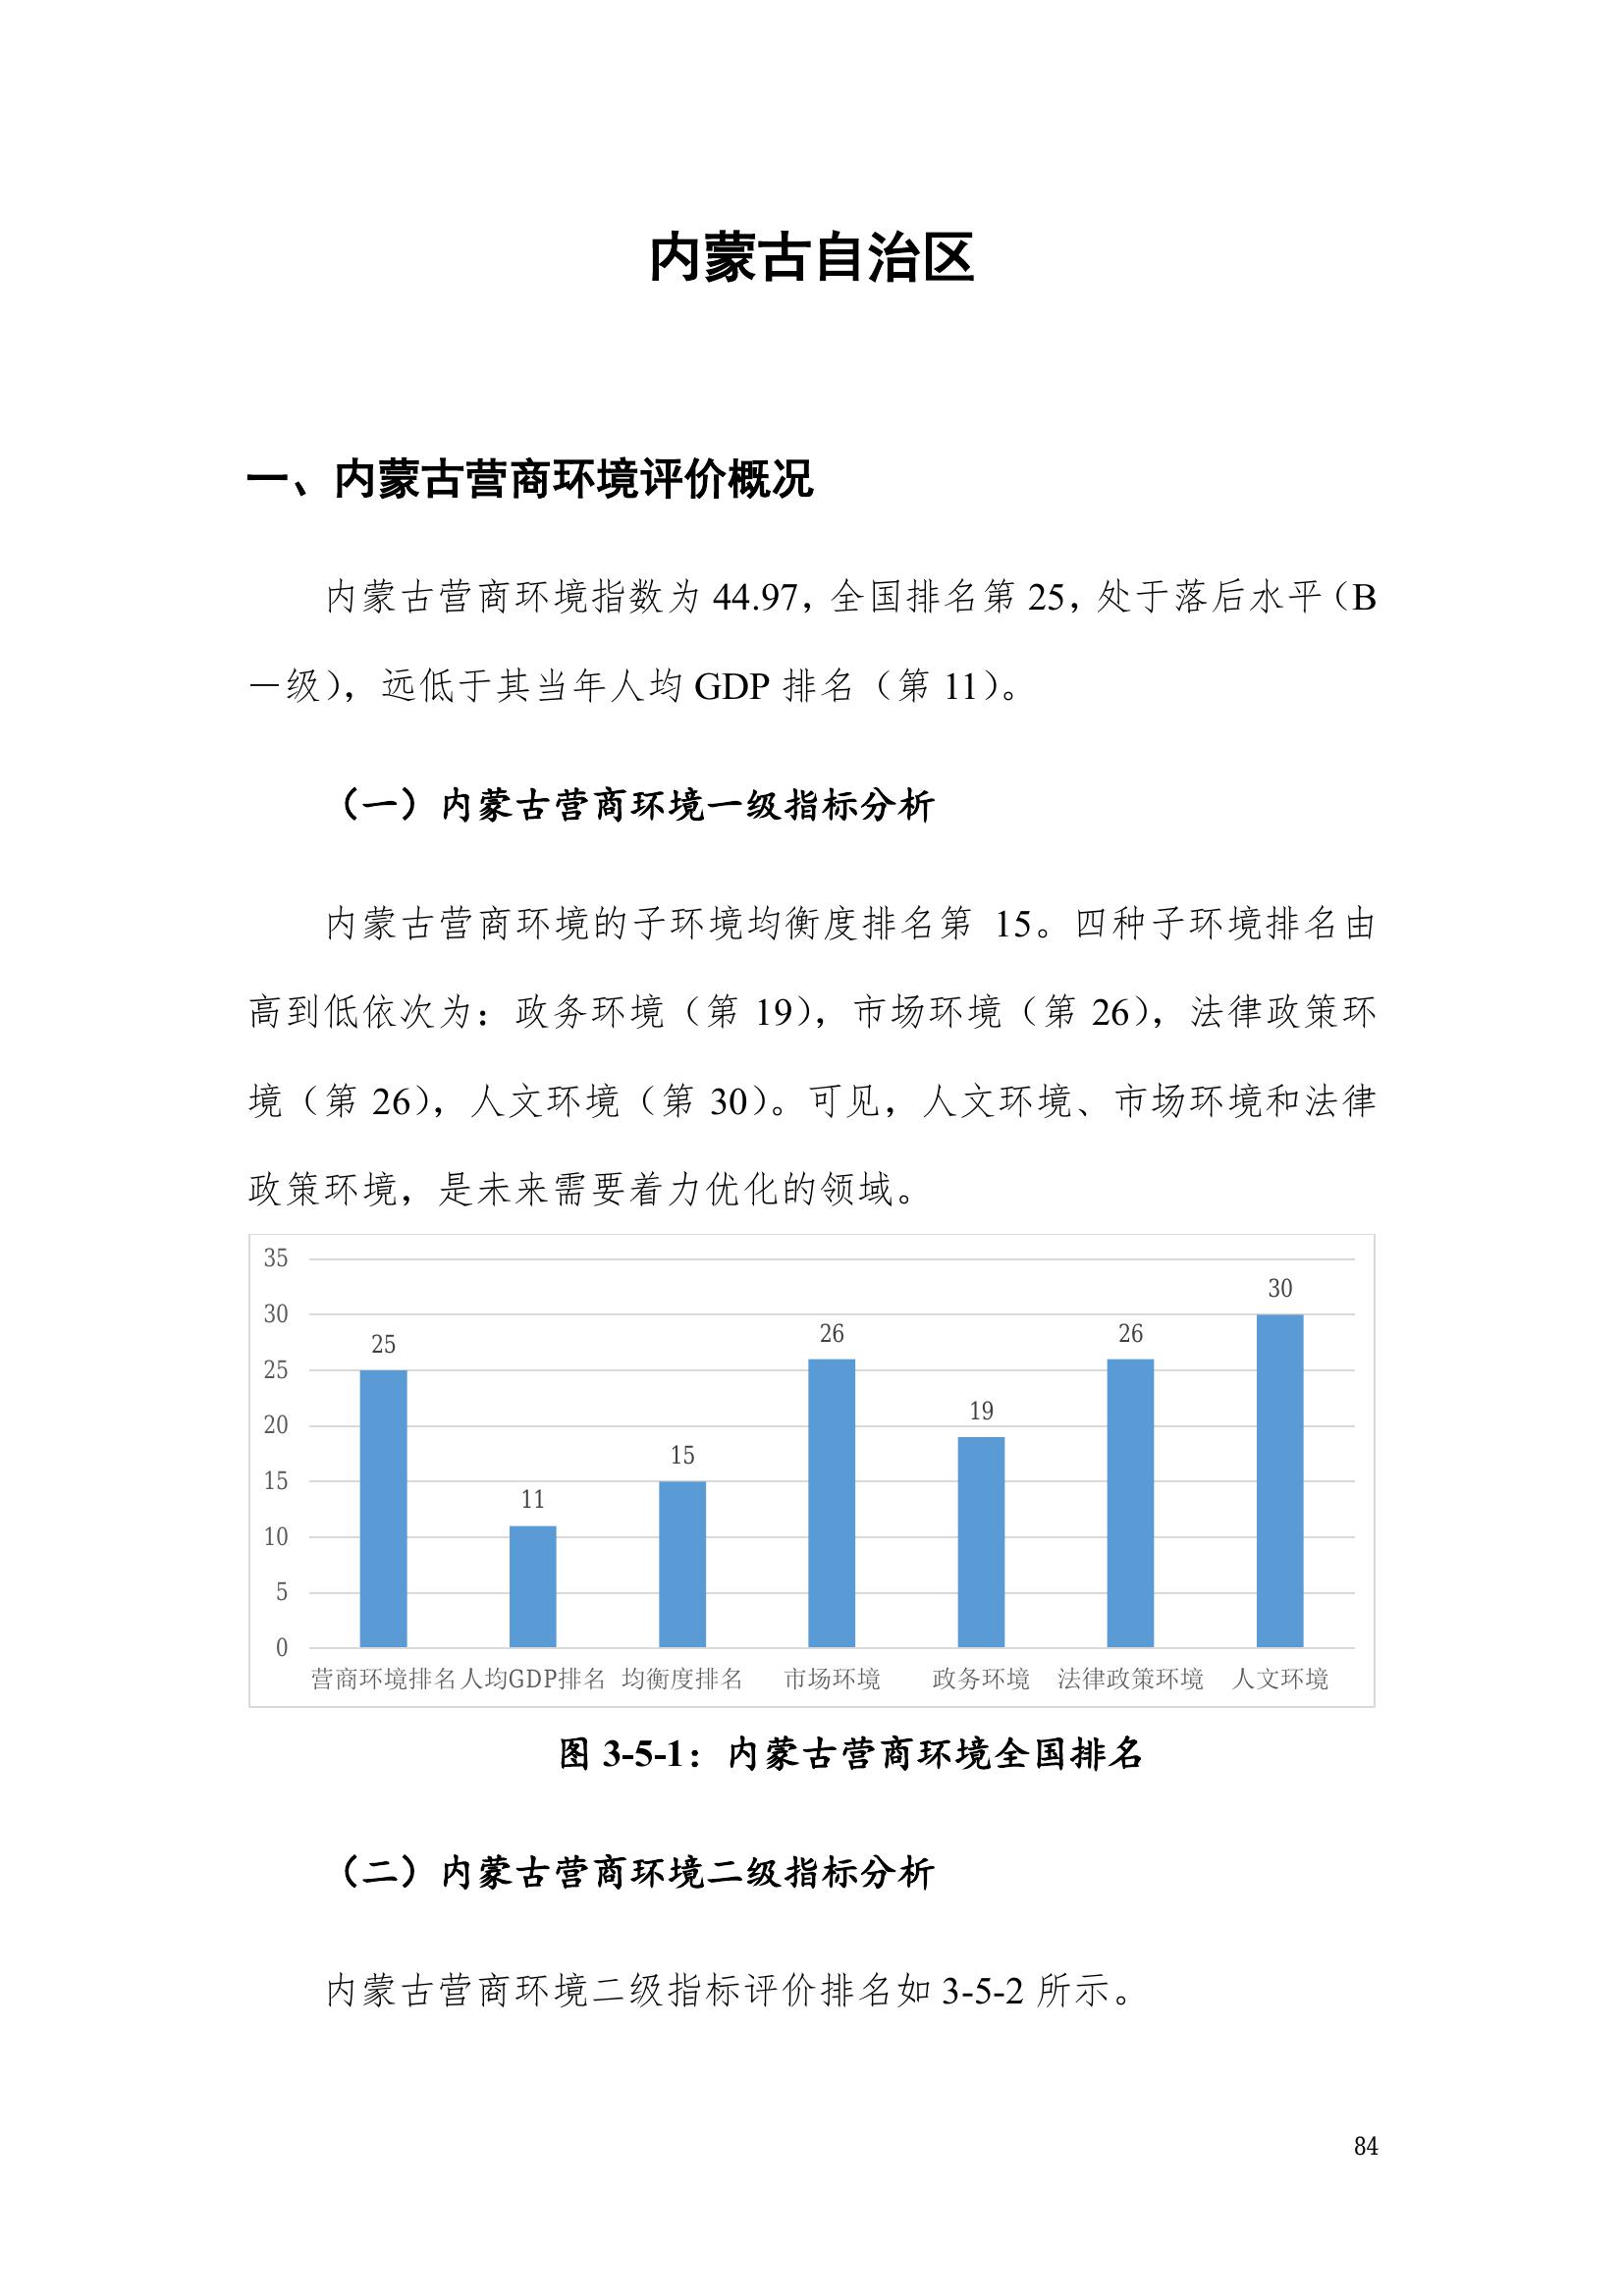 内蒙古自治区
一、内蒙古营商环境评价概况
内蒙古营商环境指数为 44.97，全国排名第 25，处于落后水平（B
－级），远低于其当年人均 GDP 排名（第 11）。
（一）内蒙古营商环境一级指标分析
内蒙古营商环境的子环境均衡度排名第 15。四种子环境排名由
高到低依次为：政务环境（第 19），市场环境（第 26），法律政策环
境（第 26），人文环境（第 30）。可见，人文环境、市场环境和法律
政策环境，是未来需要着力优化的领域。
35
30
25
20
15
10
5
0
25
11
15
26
19
26
30
营商环境排名 人均GDP排名 均衡度排名 市场环境 政务环境 法律政策环境 人文环境
图 3-5-1：内蒙古营商环境全国排名
（二）内蒙古营商环境二级指标分析
内蒙古营商环境二级指标评价排名如 3-5-2 所示。
84